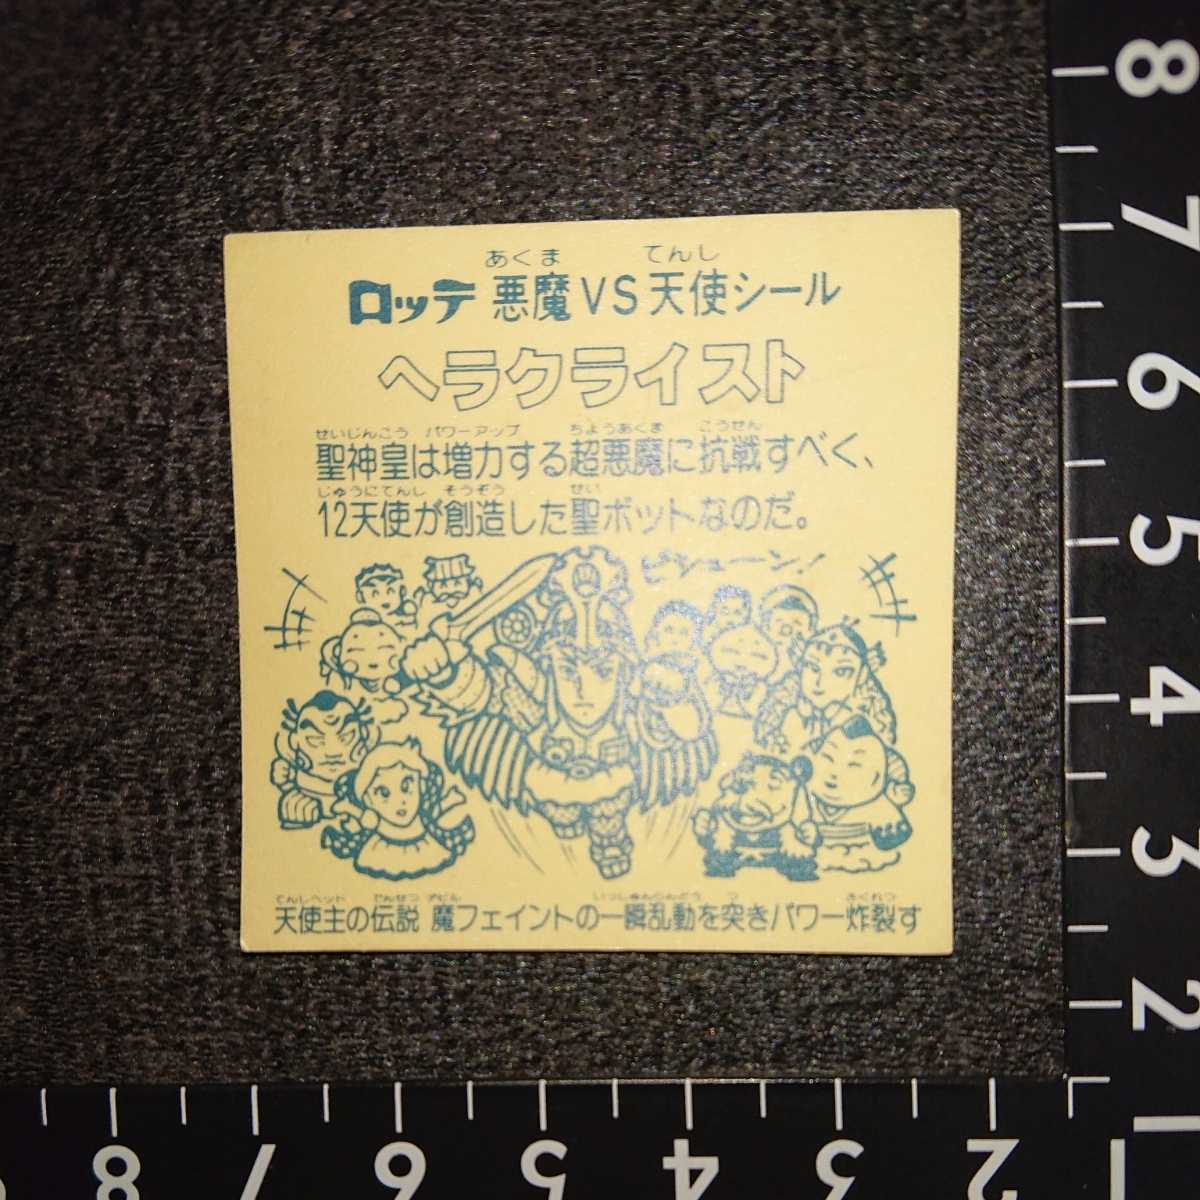 あくま てんし
ロッテ 悪魔VS天使シール
ヘラクライスト
せいじんこう パワーアップ ちょうあくま こうせん
聖神皇は増力する超悪魔に抗戦すべく、
じゅうにてんし そうぞう せい
12天使が創造した聖ボットなのだ。
ビシューン!
てんしヘッド でんせつ デビル いっしゅんらんどう つ さくれつ
天使主の伝説 魔フェイントの一瞬乱動を突きパワー炸裂す
8
7
6
5
4
3
2
1
8 7 6 5 4 3 2